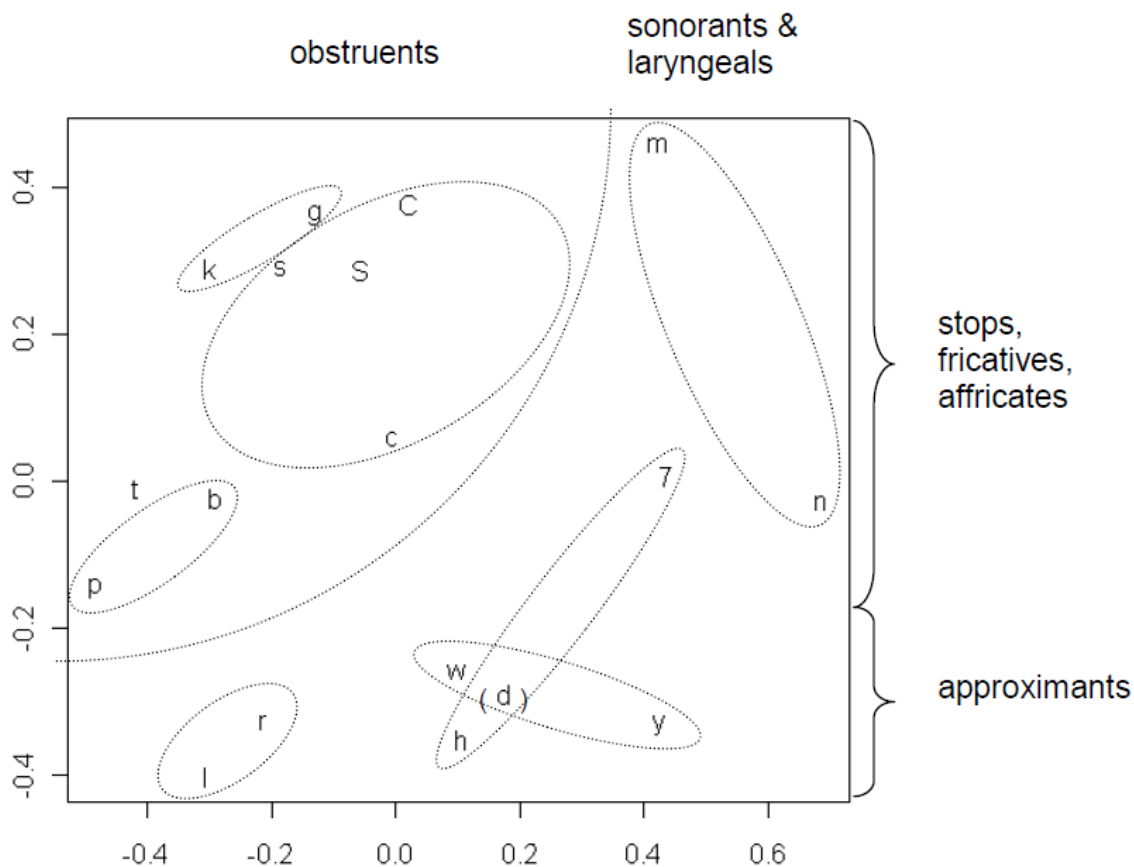 obstruents
sonorants &
laryngeals
m
0.4
g
C
k
s
S
0.2
stops,
fricatives,
affricates
c
0.0
t
b
7
n
p
-0.2
w
(d)
approximants
r
h
y
-0.4
l
-0.4
-0.2
0.0
0.2
0.4
0.6